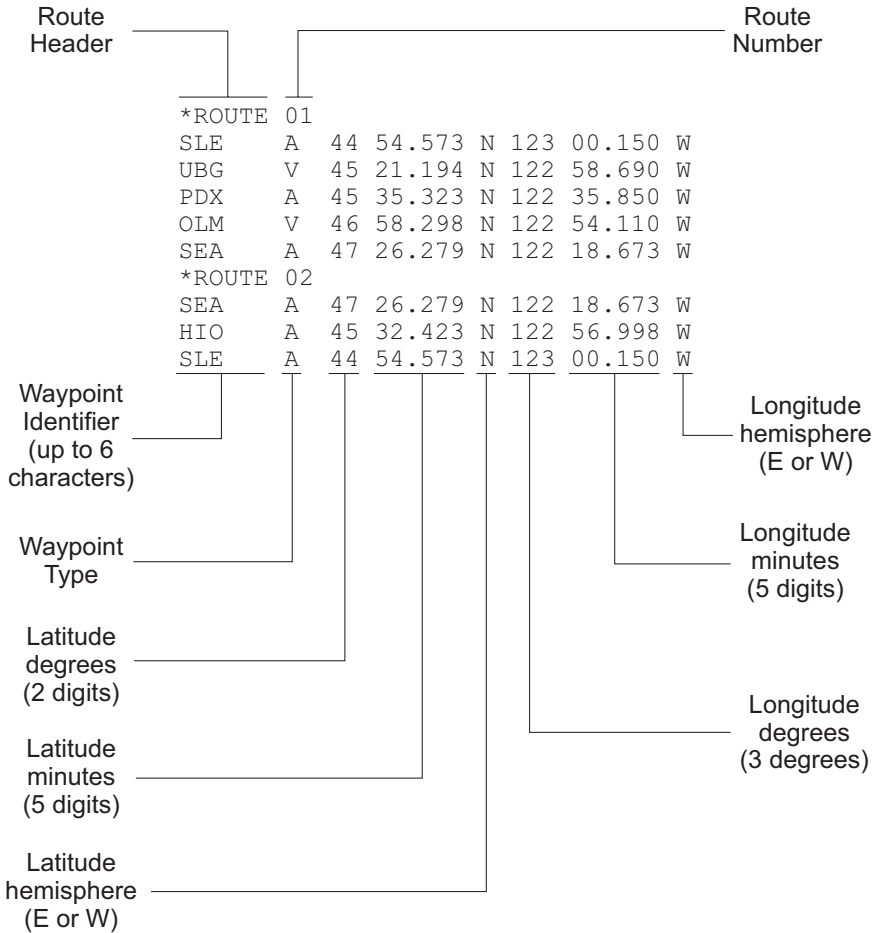 Route
Header
Route
Number
*ROUTE 01
SLE A 44 54.573 N 123 00.150 W
UBG V 45 21.194 N 122 58.690 W
PDX A 45 35.323 N 122 35.850 W
OLM V 46 58.298 N 122 54.110 W
SEA A 47 26.279 N 122 18.673 W
*ROUTE 02
SEA A 47 26.279 N 122 18.673 W
HIO A 45 32.423 N 122 56.998 W
SLE A 44 54.573 N 123 00.150 W
Waypoint
Identifier
(up to 6
characters)
Longitude
hemisphere
(E or W)
Waypoint
Type
Longitude
minutes
(5 digits)
Latitude
degrees
(2 digits)
Longitude
degrees
(3 degrees)
Latitude
minutes
(5 digits)
Latitude
hemisphere
(E or W)